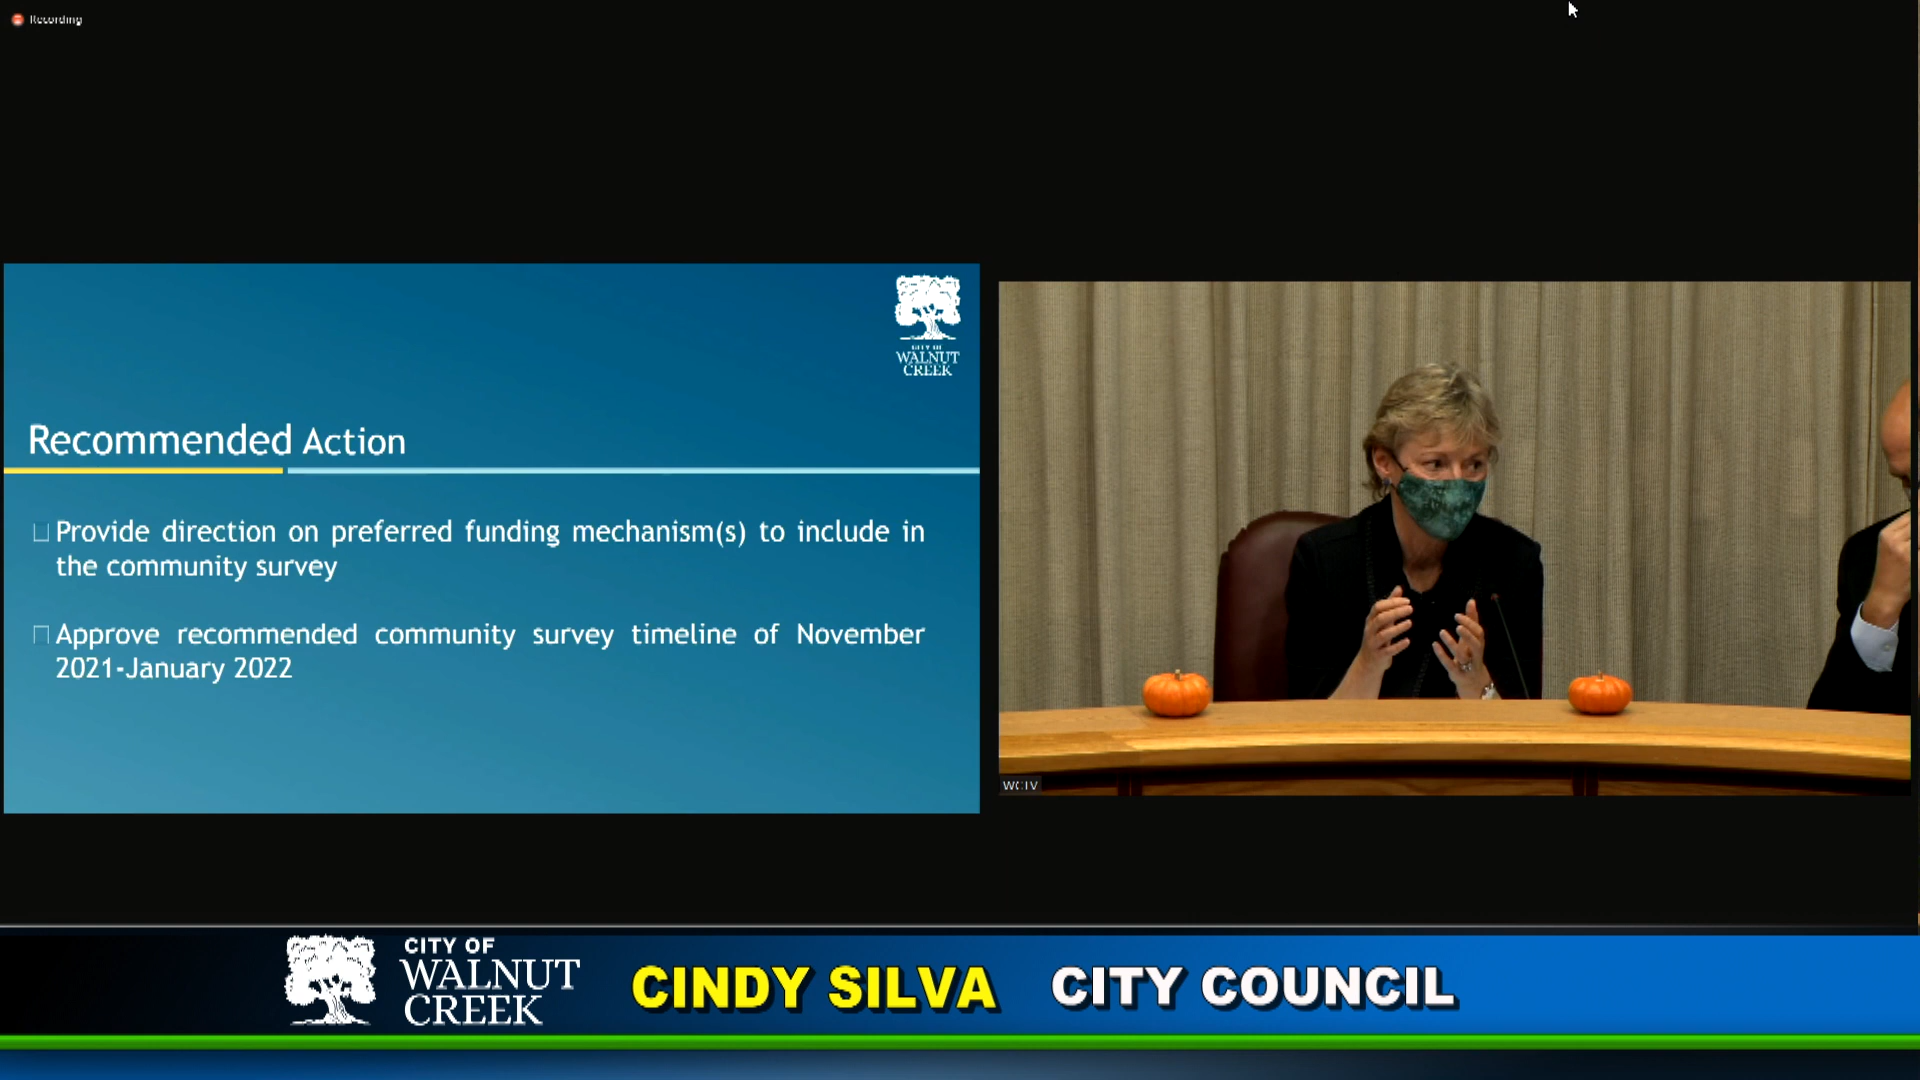 Recording
CITY OF
WALNUT
CREEK
Recommended Action
Provide direction on preferred funding mechanism(s) to include in
the community survey
Approve recommended community survey timeline of November
2021-January 2022
WCTV
CITY OF
WALNUT
CREEK
CINDY SILVA CITY COUNCIL